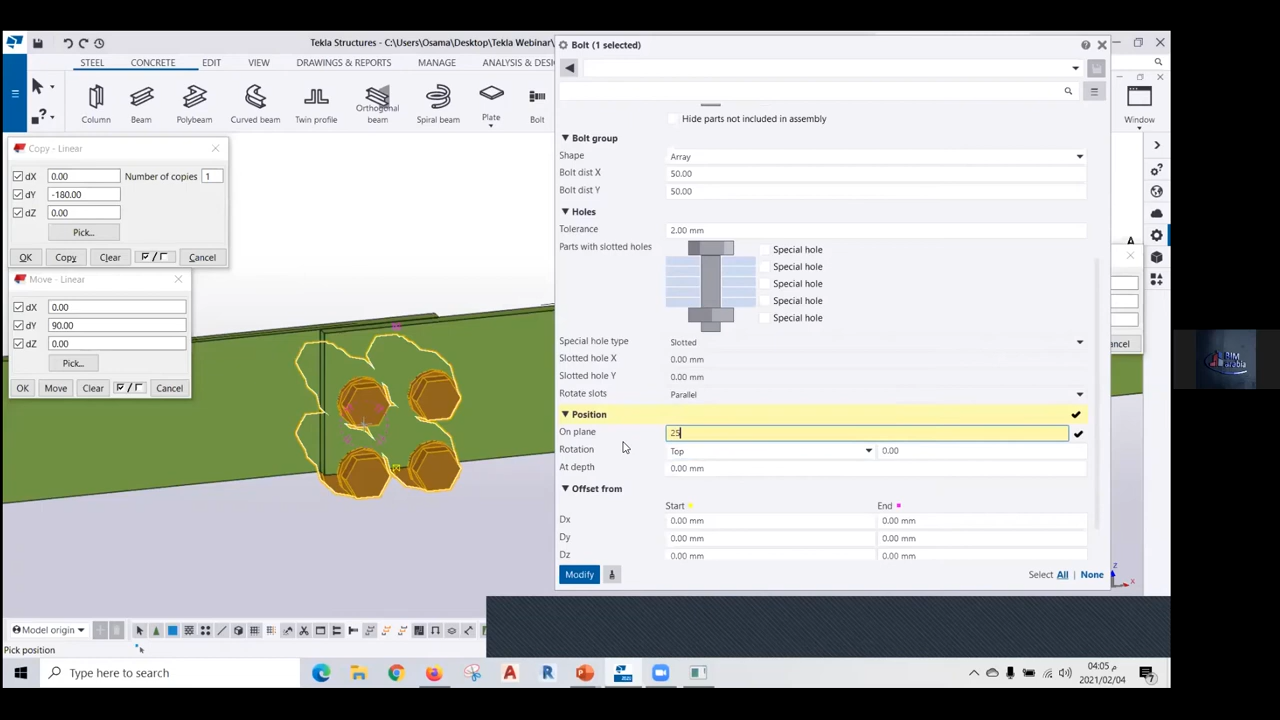 Tekla Structures - C:\Users\Osama\Desktop\Tekla Webinar/
Bolt (1 selected)
STEEL CONCRETE EDIT VIEW DRAWINGS & REPORTS MANAGE ANALYSIS & DESI
Column Beam Polybeam Curved beam Twin profile Orthogonal beam Spiral beam Plate Bolt Window
Copy - Linear
dX 0.00 Number of copies 1
dY -180.00
dZ 0.00
Pick...
OK Copy Clear Cancel
Move - Linear
dX 0.00
dY 90.00
dZ 0.00
Pick...
OK Move Clear Cancel
Hide parts not included in assembly
Bolt group
Shape Array
Bolt dist X 50.00
Bolt dist Y 50.00
Holes
Tolerance 2.00 mm
Parts with slotted holes Special hole
Special hole
Special hole
Special hole
Special hole
Special hole type Slotted
Slotted hole X 0.00 mm
Slotted hole Y 0.00 mm
Rotate slots Parallel
Position
On plane 25
Rotation Top 0.00
At depth 0.00 mm
Offset from
Start End
Dx 0.00 mm 0.00 mm
Dy 0.00 mm 0.00 mm
Dz 0.00 mm 0.00 mm
Modify Select All | None
ancel
A
z
x
BIM
arabia
Model origin
Pick position
Type here to search
04:05 م
2021/02/04
7